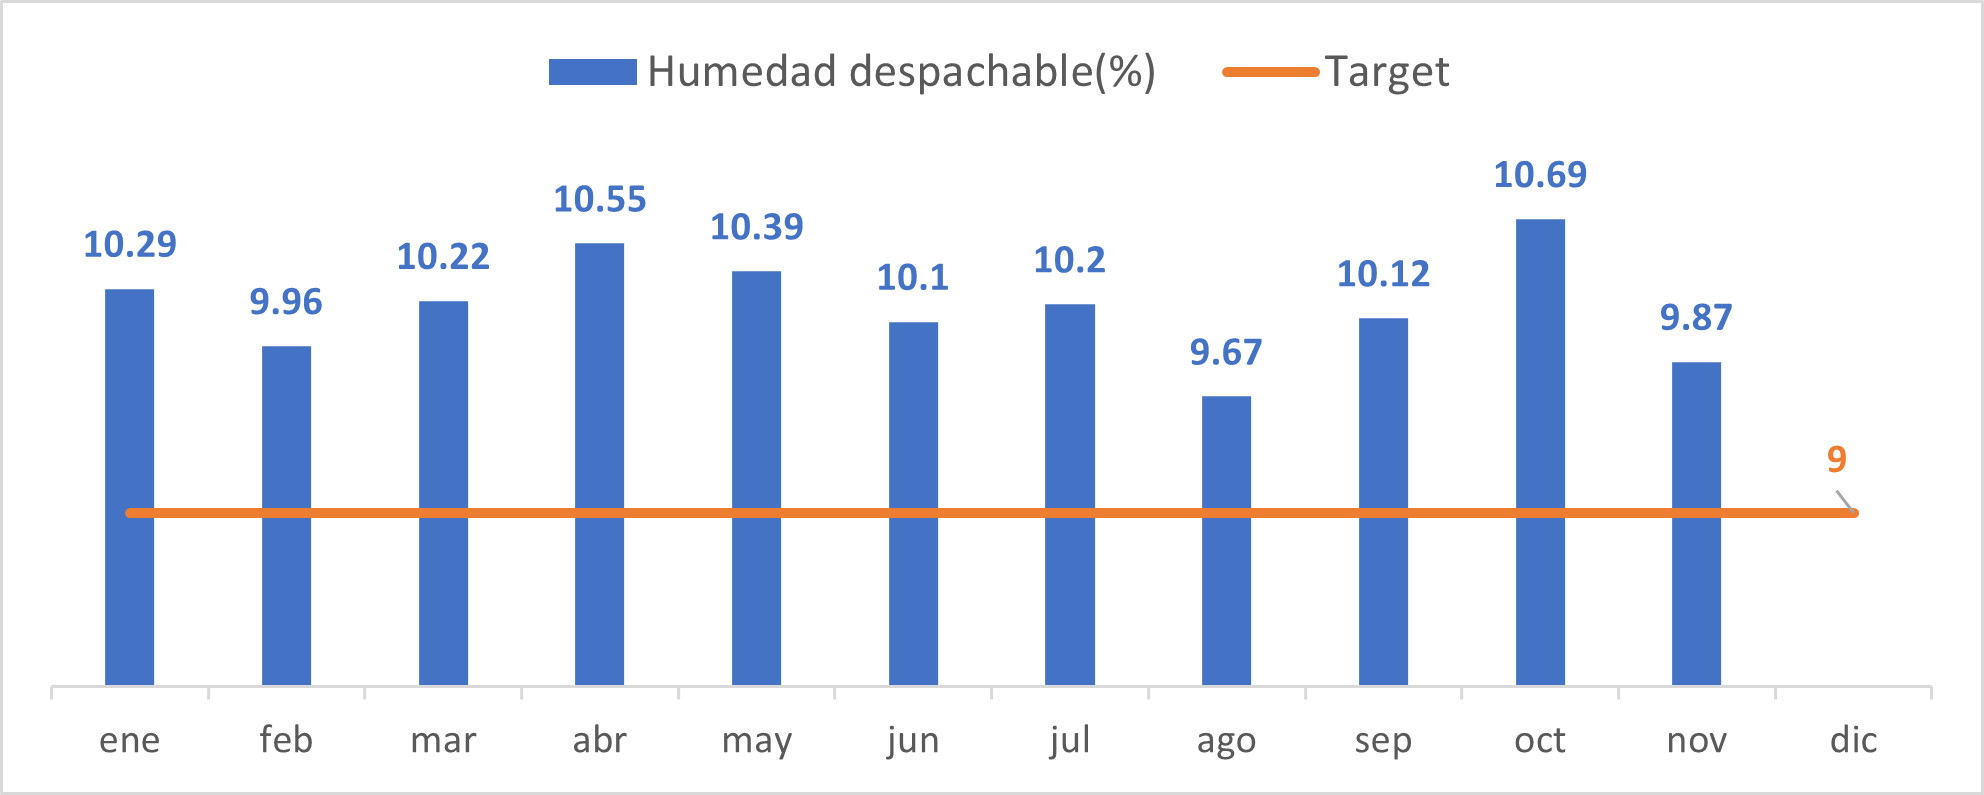 Humedad despachable(%) Target
10.29 9.96 10.22 10.55 10.39 10.1 10.2 9.67 10.12 10.69 9.87
9
ene feb mar abr may jun jul ago sep oct nov dic